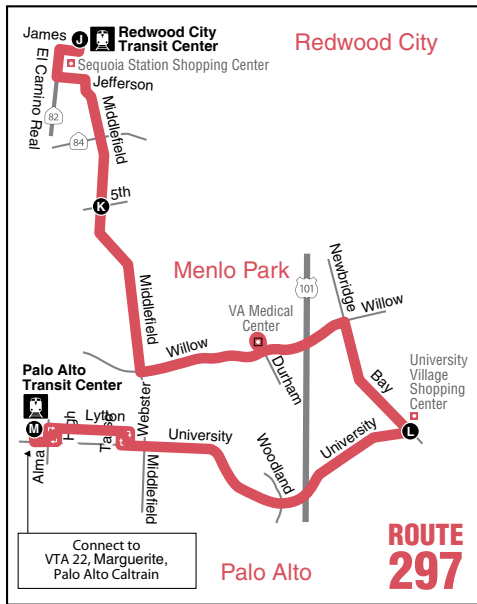 James
J
Redwood City
Transit Center
Redwood City
Sequoia Station Shopping Center
El Camino Real
Jefferson
82
Middlefield
84
5th
K
Menlo Park
Middlefield
101
Newbridge
Willow
VA Medical
Center
Willow
Durham
University
Village
Shopping
Center
Bay
L
Palo Alto
Transit Center
M
Lytton
High
Webster
University
University
Woodland
Alma
Middlefield
Connect to
VTA 22, Marguerite,
Palo Alto Caltrain
Palo Alto
ROUTE
297